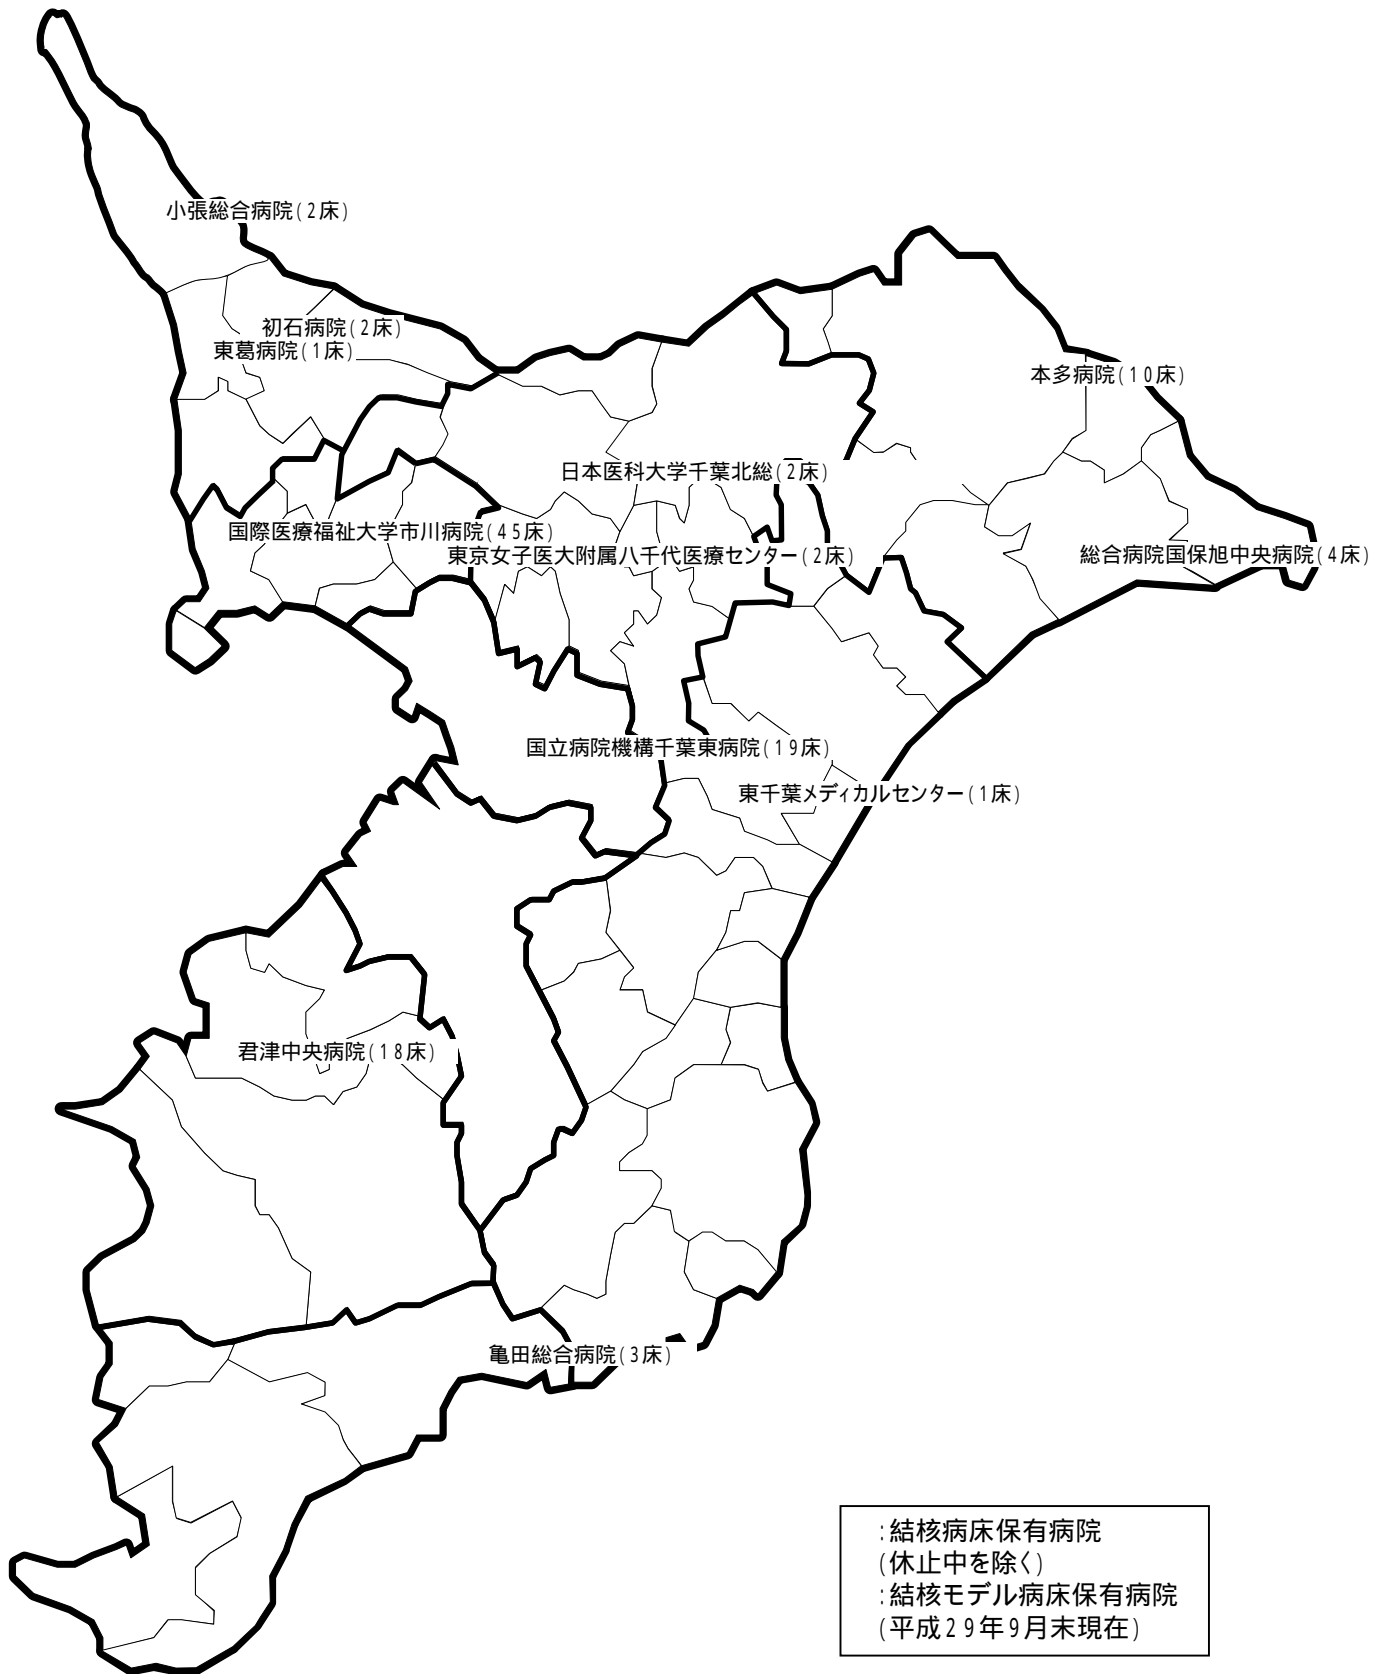 小張総合病院(2床)
初石病院(2床)
東葛病院(1床)
本多病院(10床)
日本医科大学千葉北総(2床)
国際医療福祉大学市川病院(45床)
東京女子医大附属八千代医療センター(2床)
総合病院国保旭中央病院(4床)
国立病院機構千葉東病院(19床)
東千葉メディカルセンター(1床)
君津中央病院(18床)
亀田総合病院(3床)
:結核病床保有病院
(休止中を除く)
:結核モデル病床保有病院
(平成29年9月末現在)